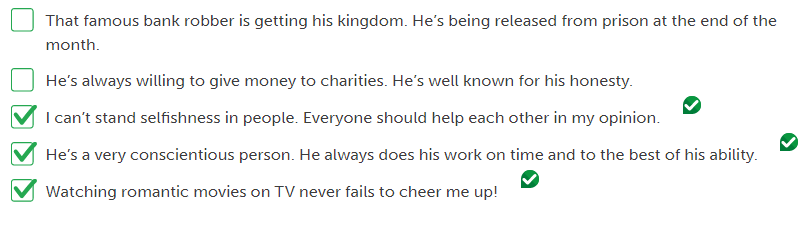 That famous bank robber is getting his kingdom. He's being released from prison at the end of the
month.
He's always willing to give money to charities. He's well known for his honesty.
I can't stand selfishness in people. Everyone should help each other in my opinion.
He's a very conscientious person. He always does his work on time and to the best of his ability.
Watching romantic movies on TV never fails to cheer me up!